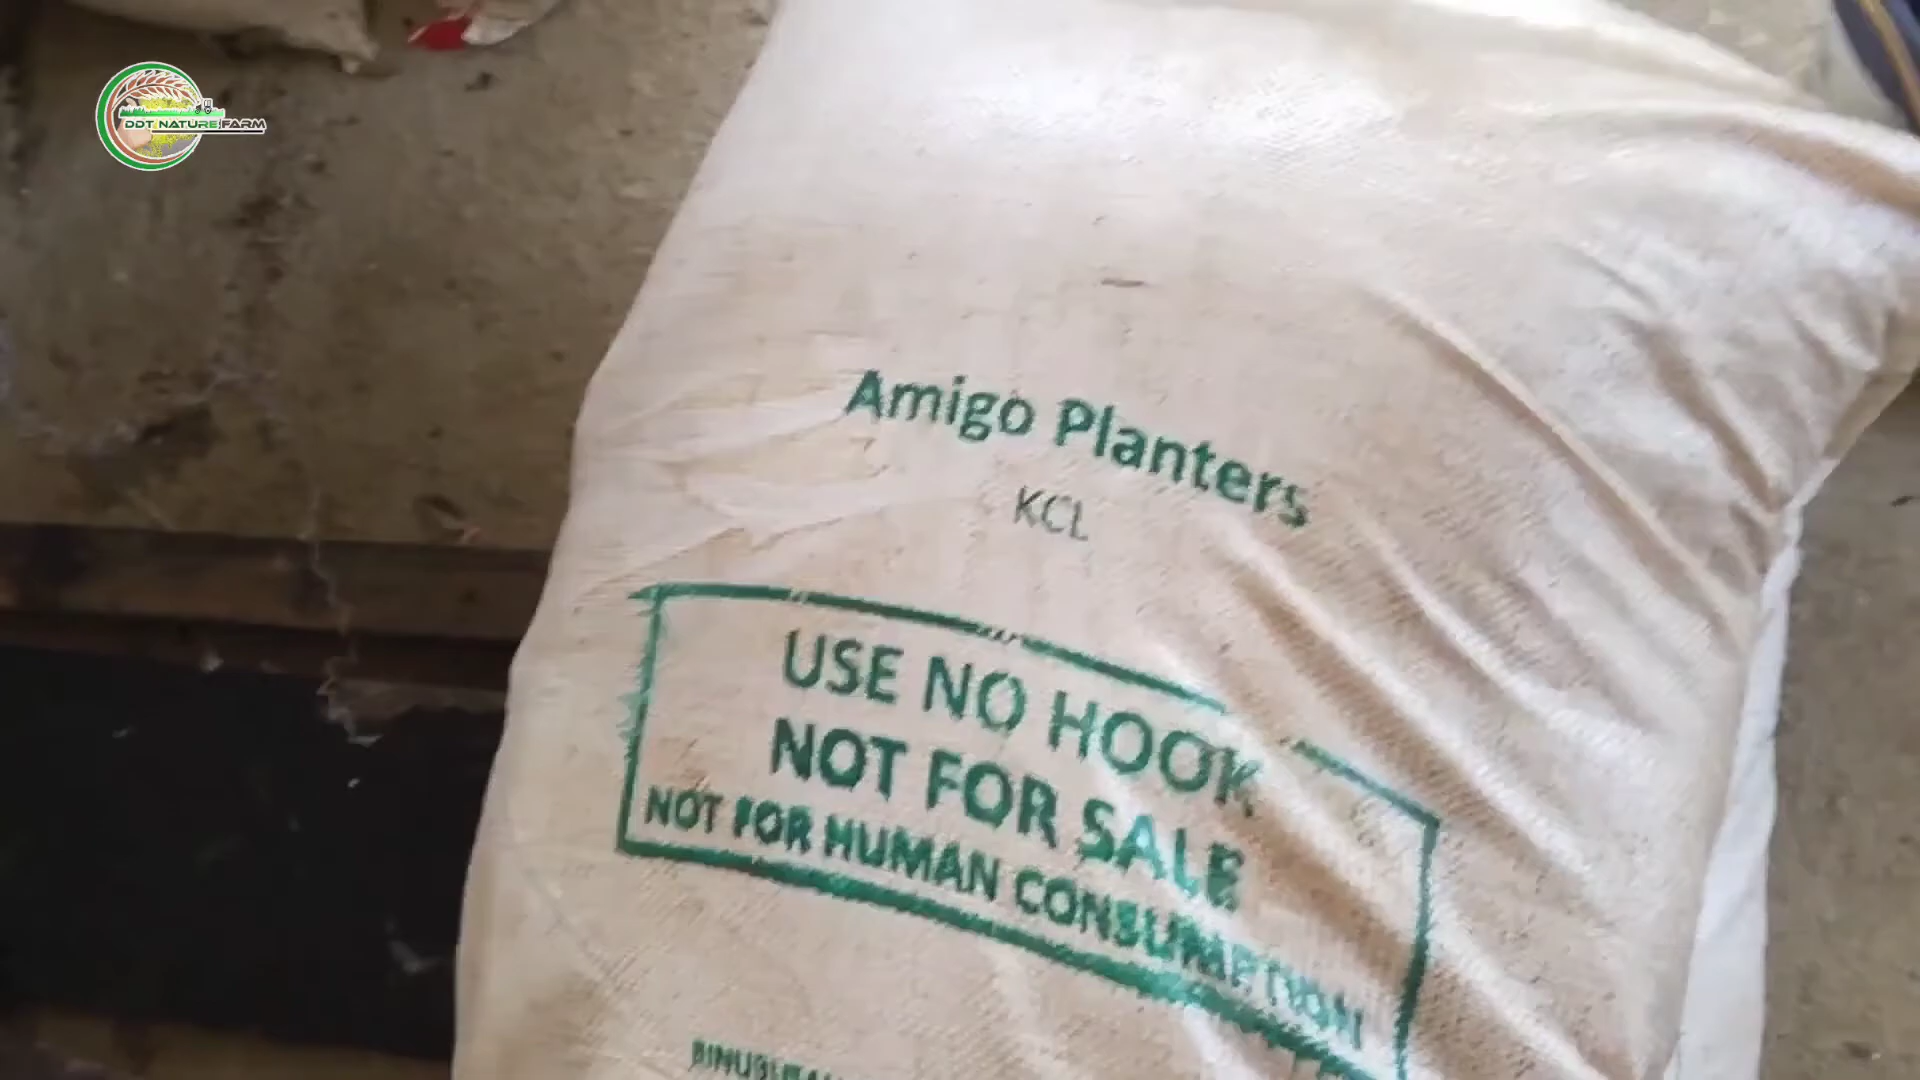 DDT NATURE FARM
Amigo Planters
KCL
USE NO HOOK
NOT FOR SALE
NOT FOR HUMAN CONSUMPTION